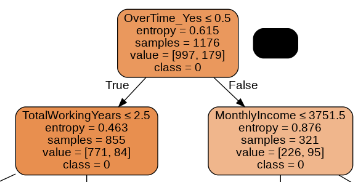 OverTime_Yes ≤ 0.5
entropy = 0.615
samples = 1176
value = [997, 179]
class = 0
True
False
TotalWorkingYears ≤ 2.5
entropy = 0.463
samples = 855
value = [771, 84]
class = 0
MonthlyIncome ≤ 3751.5
entropy = 0.876
samples = 321
value = [226, 95]
class = 0